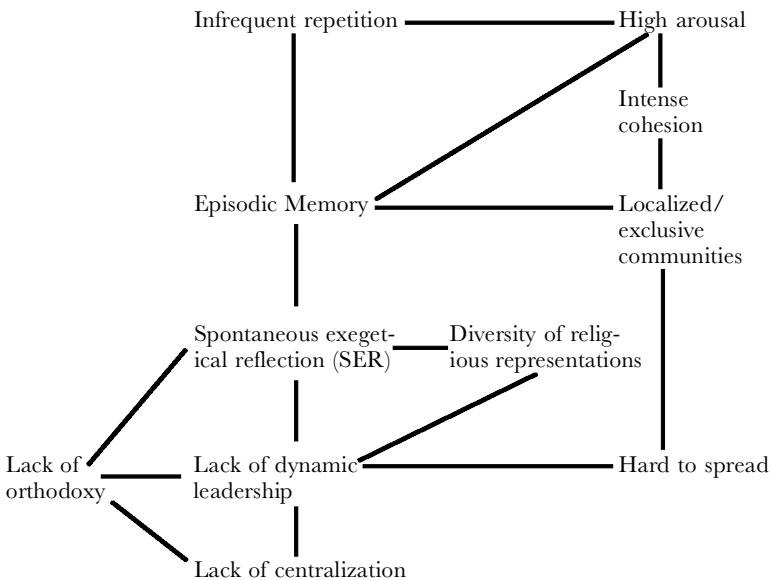 Infrequent repetition
High arousal
Intense
cohesion
Episodic Memory
Localized/
exclusive
communities
Spontaneous exeget-
ical reflection (SER)
Diversity of relig-
ious representations
Lack of
orthodoxy
Lack of dynamic
leadership
Hard to spread
Lack of centralization